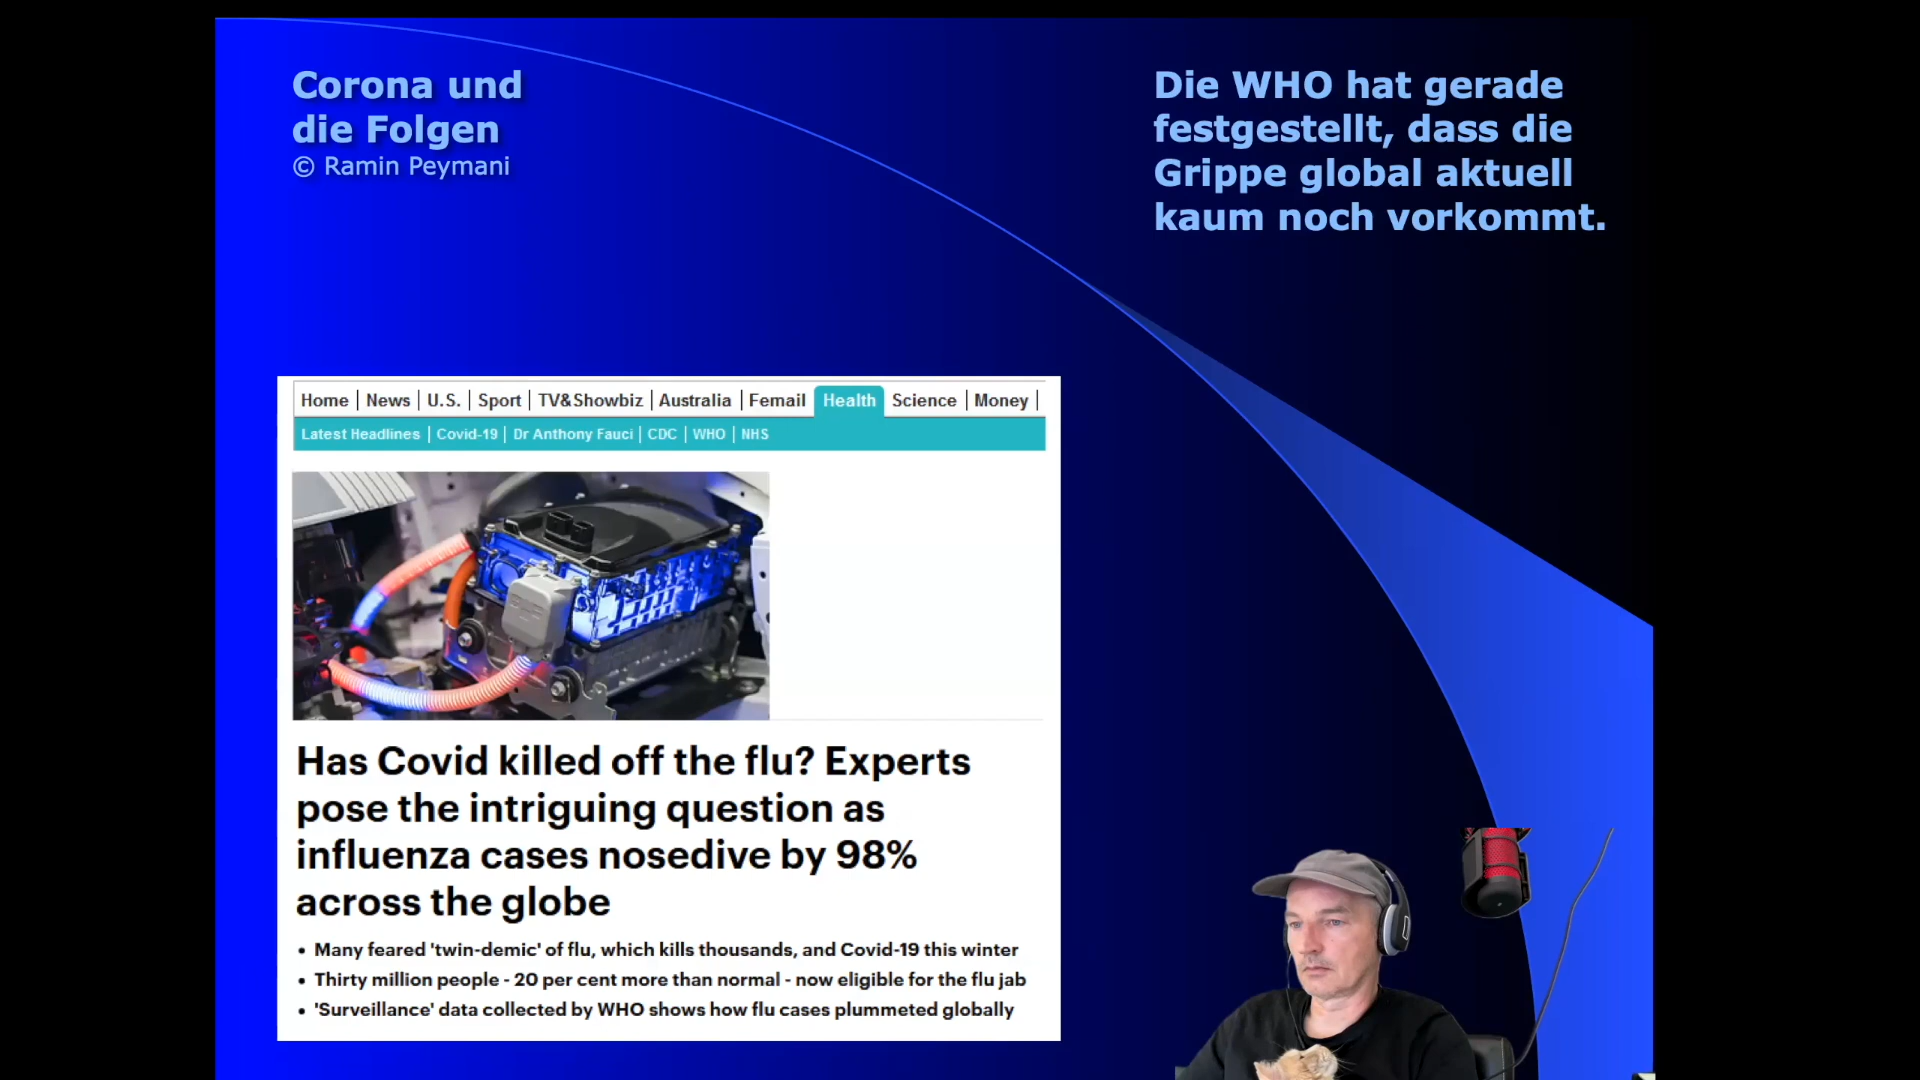 Corona und
die Folgen
© Ramin Peymani
Die WHO hat gerade
festgestellt, dass die
Grippe global aktuell
kaum noch vorkommt.
Home | News | U.S. | Sport | TV&Showbiz | Australia | Femail | Health | Science | Money |
Latest Headlines | Covid-19 | Dr Anthony Fauci | CDC | WHO | NHS
Has Covid killed off the flu? Experts
pose the intriguing question as
influenza cases nosedive by 98%
across the globe
• Many feared 'twin-demic' of flu, which kills thousands, and Covid-19 this winter
• Thirty million people - 20 per cent more than normal - now eligible for the flu jab
• 'Surveillance' data collected by WHO shows how flu cases plummeted globally